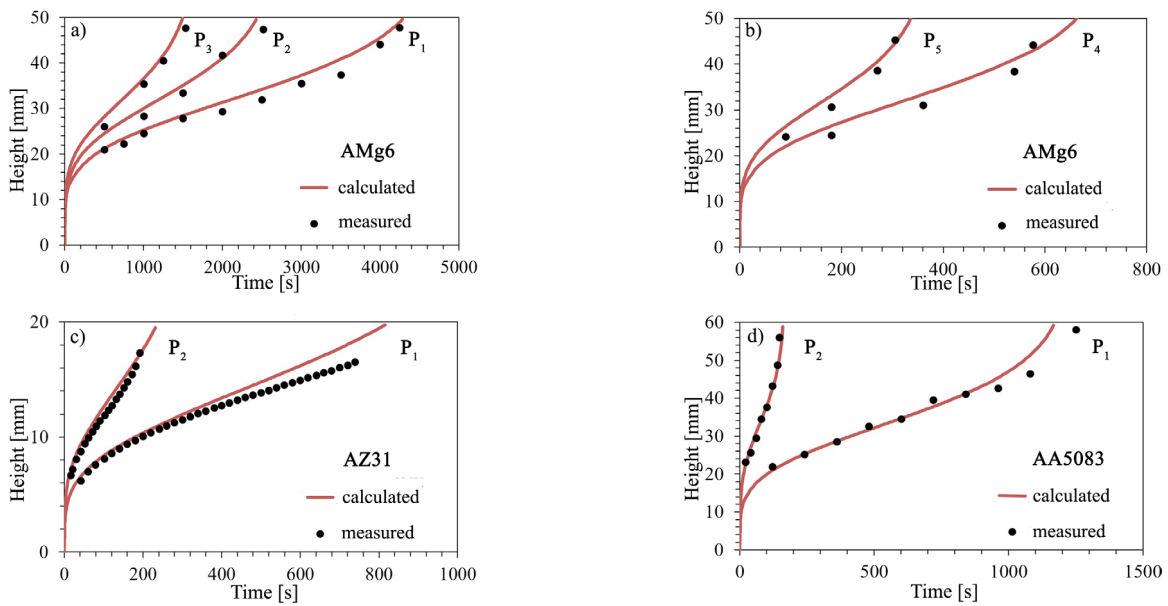 a)
Height [mm]
50
40
30
20
10
0
P3
P2
P1
AMg6
calculated
measured
0 1000 2000 3000 4000 5000
Time [s]
b)
Height [mm]
50
40
30
20
10
0
P5
P4
AMg6
calculated
measured
0 200 400 600 800
Time [s]
c)
Height [mm]
20
10
0
P2
P1
AZ31
calculated
measured
0 200 400 600 800 1000
Time [s]
d)
Height [mm]
60
50
40
30
20
10
0
P2
P1
AA5083
calculated
measured
0 500 1000 1500
Time [s]